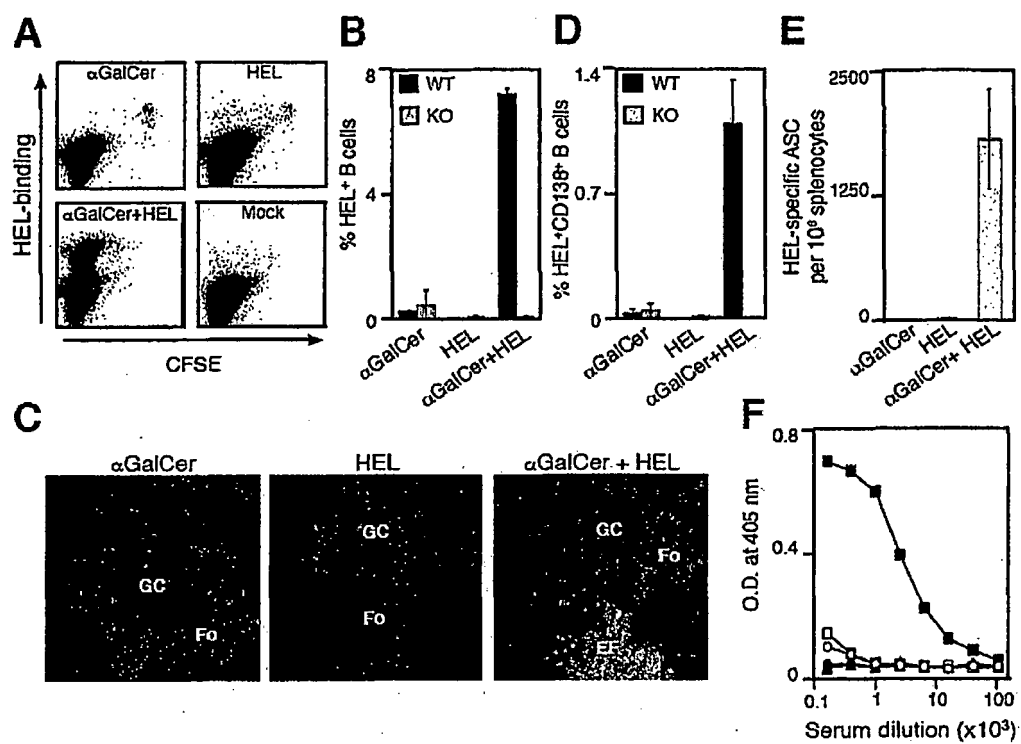 A
αGalCer
HEL
αGalCer+HEL
Mock
HEL-binding
CFSE
B
8
4
0
% HEL+ B cells
WT
KO
αGalCer
HEL
αGalCer+HEL
D
1.4
0.7
0
% HEL+CD138+ B cells
WT
KO
αGalCer
HEL
αGalCer+HEL
E
2500
1250
0
HEL-specific ASC
per 10⁶ splenocytes
αGalCer
HEL
αGalCer+ HEL
C
αGalCer
GC
Fo
HEL
GC
Fo
αGalCer + HEL
GC
Fo
EF
F
0.8
0.4
0
O.D. at 405 nm
0.1
1
10
100
Serum dilution (x10³)